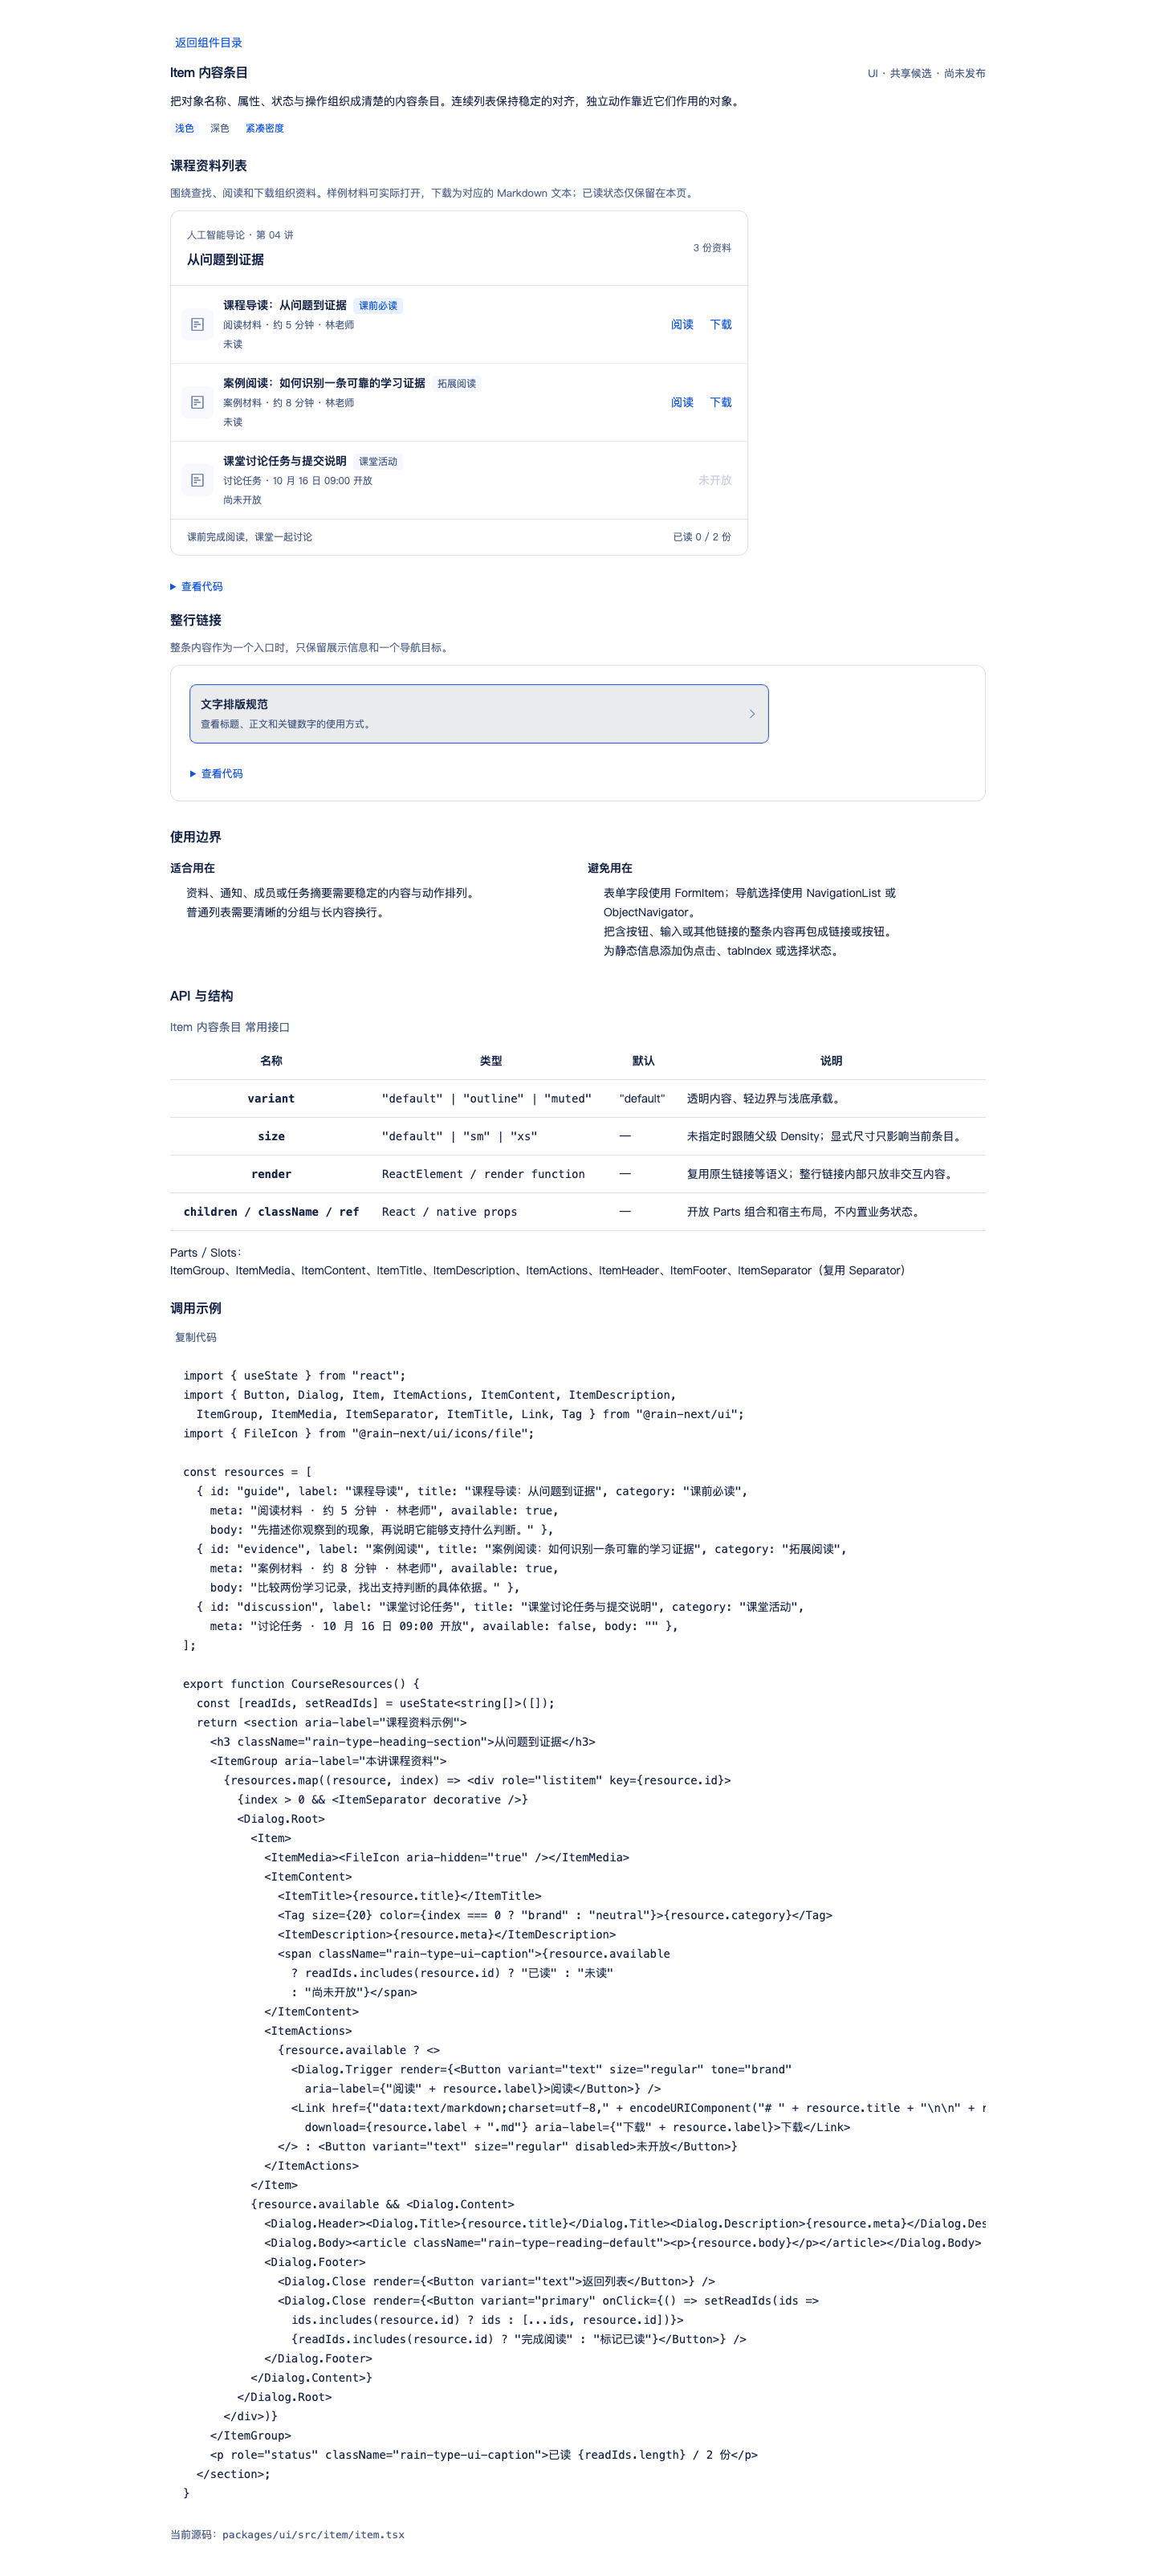 返回组件目录
Item 内容条目
UI · 共享候选 · 尚未发布
把对象名称、属性、状态与操作组织成清楚的内容条目。连续列表保持稳定的对齐，独立动作靠近它们作用的对象。
浅色 深色 紧凑密度
课程资料列表
围绕查找、阅读和下载组织资料。样例材料可实际打开，下载为对应的 Markdown 文本；已读状态仅保留在本页。
人工智能导论 · 第 04 讲
从问题到证据
3 份资料
课程导读：从问题到证据 课前必读
阅读材料 · 约 5 分钟 · 林老师
未读
阅读 下载
案例阅读：如何识别一条可靠的学习证据 拓展阅读
案例材料 · 约 8 分钟 · 林老师
未读
阅读 下载
课堂讨论任务与提交说明 课堂活动
讨论任务 · 10 月 16 日 09:00 开放
尚未开放
未开放
课前完成阅读，课堂一起讨论
已读 0 / 2 份
查看代码
整行链接
整条内容作为一个入口时，只保留展示信息和一个导航目标。
文字排版规范
查看标题、正文和关键数字的使用方式。
查看代码
使用边界
适合用在
资料、通知、成员或任务摘要需要稳定的内容与动作排列。
普通列表需要清晰的分组与长内容换行。
避免用在
表单字段使用 FormItem；导航选择使用 NavigationList 或
ObjectNavigator。
把含按钮、输入或其他链接的整条内容再包成链接或按钮。
为静态信息添加伪点击、tabIndex 或选择状态。
API 与结构
Item 内容条目 常用接口
名称 类型 默认 说明
variant "default" | "outline" | "muted" "default" 透明内容、轻边界与浅底承载。
size "default" | "sm" | "xs" — 未指定时跟随父级 Density；显式尺寸只影响当前条目。
render ReactElement / render function — 复用原生链接等语义；整行链接内部只放非交互内容。
children / className / ref React / native props — 开放 Parts 组合和宿主布局，不内置业务状态。
Parts / Slots：
ItemGroup、ItemMedia、ItemContent、ItemTitle、ItemDescription、ItemActions、ItemHeader、ItemFooter、ItemSeparator（复用 Separator）
调用示例
复制代码
import { useState } from "react";
import { Button, Dialog, Item, ItemActions, ItemContent, ItemDescription,
  ItemGroup, ItemMedia, ItemSeparator, ItemTitle, Link, Tag } from "@rain-next/ui";
import { FileIcon } from "@rain-next/ui/icons/file";
const resources = [
  { id: "guide", label: "课程导读", title: "课程导读：从问题到证据", category: "课前必读",
    meta: "阅读材料 · 约 5 分钟 · 林老师", available: true,
    body: "先描述你观察到的现象，再说明它能够支持什么判断。" },
  { id: "evidence", label: "案例阅读", title: "案例阅读：如何识别一条可靠的学习证据", category: "拓展阅读",
    meta: "案例材料 · 约 8 分钟 · 林老师", available: true,
    body: "比较两份学习记录，找出支持判断的具体依据。" },
  { id: "discussion", label: "课堂讨论任务", title: "课堂讨论任务与提交说明", category: "课堂活动",
    meta: "讨论任务 · 10 月 16 日 09:00 开放", available: false, body: "" },
];
export function CourseResources() {
  const [readIds, setReadIds] = useState<string[]>([]);
  return <section aria-label="课程资料示例">
    <h3 className="rain-type-heading-section">从问题到证据</h3>
    <ItemGroup aria-label="本讲课程资料">
      {resources.map((resource, index) => <div role="listitem" key={resource.id}>
        {index > 0 && <ItemSeparator decorative />}
        <Dialog.Root>
          <Item>
            <ItemMedia><FileIcon aria-hidden="true" /></ItemMedia>
            <ItemContent>
              <ItemTitle>{resource.title}</ItemTitle>
              <Tag size={20} color={index === 0 ? "brand" : "neutral"}>{resource.category}</Tag>
              <ItemDescription>{resource.meta}</ItemDescription>
              <span className="rain-type-ui-caption">{resource.available
                ? readIds.includes(resource.id) ? "已读" : "未读"
                : "尚未开放"}</span>
            </ItemContent>
            <ItemActions>
              {resource.available ? <>
                <Dialog.Trigger render={<Button variant="text" size="regular" tone="brand"
                  aria-label={"阅读" + resource.label}>阅读</Button>} />
                <Link href={"data:text/markdown;charset=utf-8," + encodeURIComponent("# " + resource.title + "\n\n" + r
                  download={resource.label + ".md"} aria-label={"下载" + resource.label}>下载</Link>
              </> : <Button variant="text" size="regular" disabled>未开放</Button>}
            </ItemActions>
          </Item>
          {resource.available && <Dialog.Content>
            <Dialog.Header><Dialog.Title>{resource.title}</Dialog.Title><Dialog.Description>{resource.meta}</Dialog.Des
            <Dialog.Body><article className="rain-type-reading-default"><p>{resource.body}</p></article></Dialog.Body>
            <Dialog.Footer>
              <Dialog.Close render={<Button variant="text">返回列表</Button>} />
              <Dialog.Close render={<Button variant="primary" onClick={() => setReadIds(ids =>
                ids.includes(resource.id) ? ids : [...ids, resource.id])}>
                {readIds.includes(resource.id) ? "完成阅读" : "标记已读"}</Button>} />
            </Dialog.Footer>
          </Dialog.Content>}
        </Dialog.Root>
      </div>)}
    </ItemGroup>
    <p role="status" className="rain-type-ui-caption">已读 {readIds.length} / 2 份</p>
  </section>;
}
当前源码：packages/ui/src/item/item.tsx